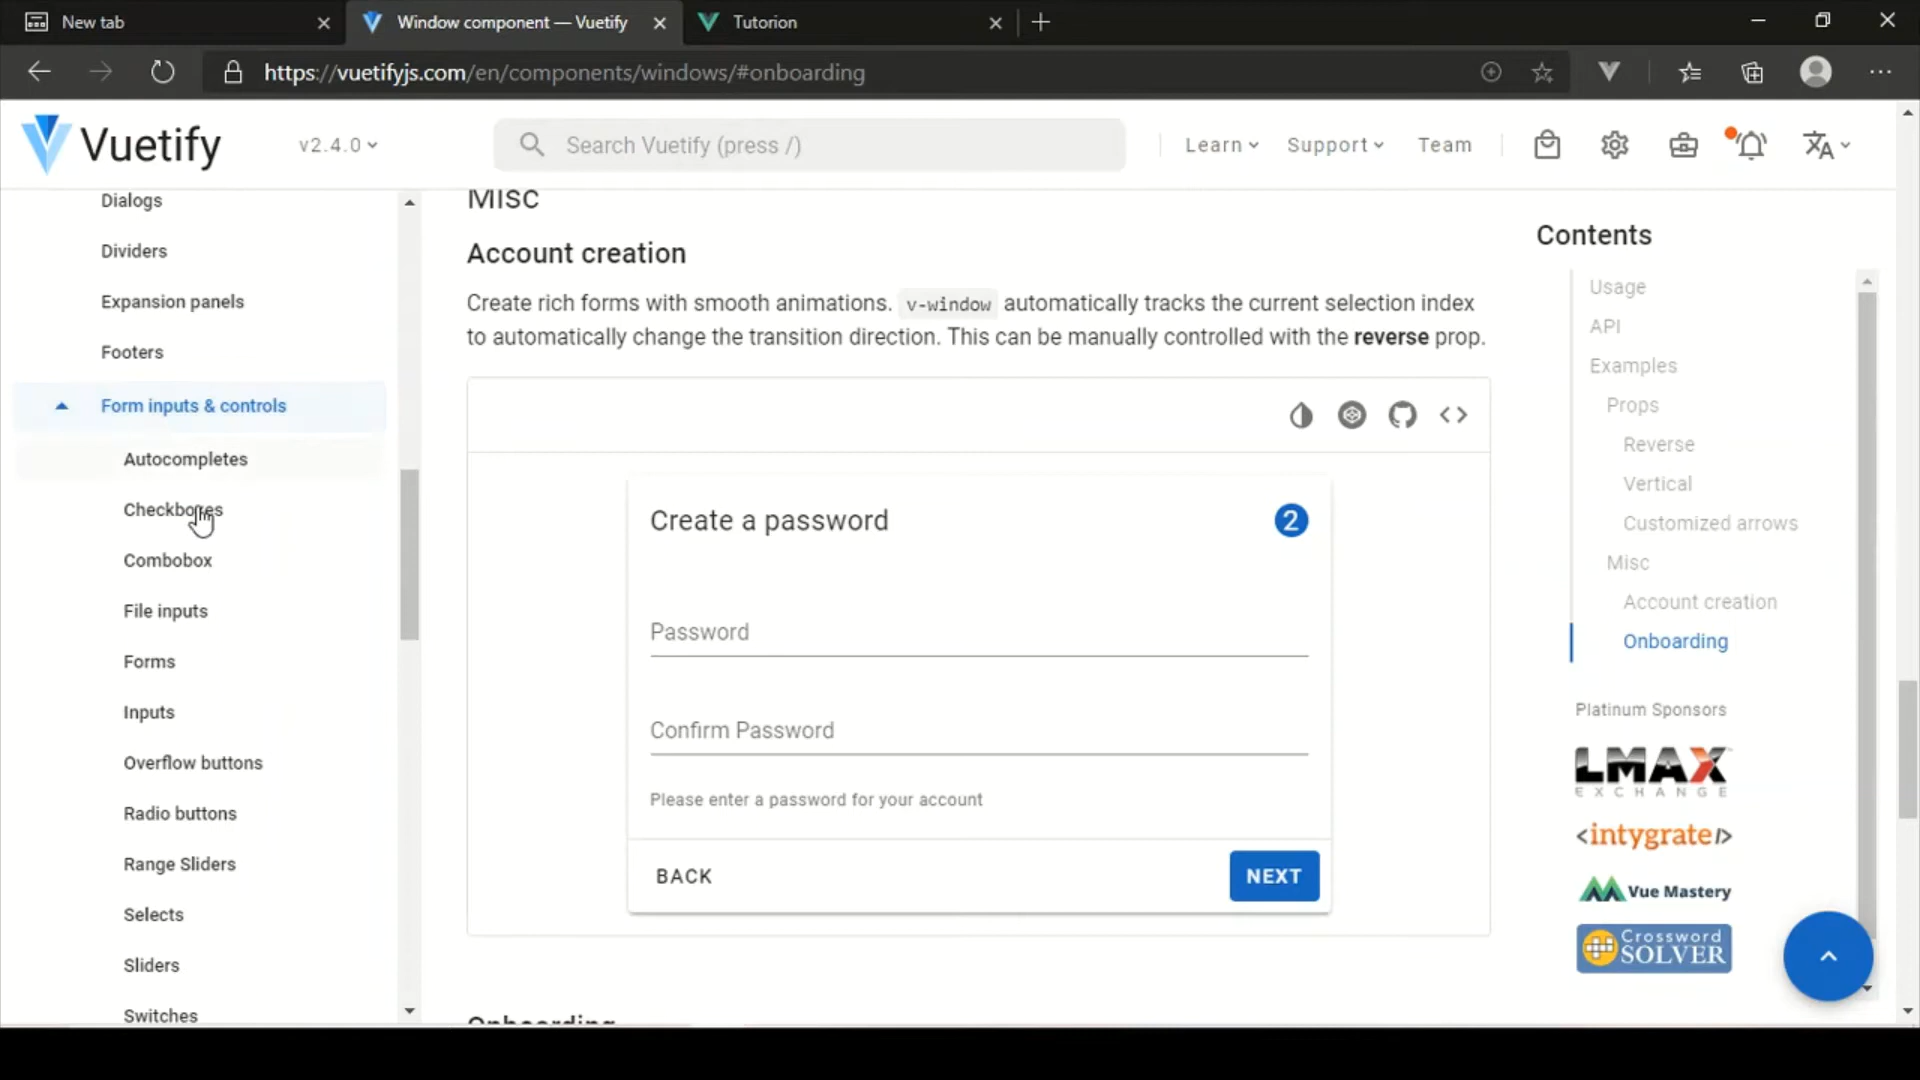 New tab
Window component — Vuetify
Tutorion
https://vuetifyjs.com/en/components/windows/#onboarding
Vuetify
v2.4.0
Search Vuetify (press /)
Learn
Support
Team
Dialogs
Dividers
Expansion panels
Footers
Form inputs & controls
Autocompletes
Checkboxes
Combobox
File inputs
Forms
Inputs
Overflow buttons
Radio buttons
Range Sliders
Selects
Sliders
Switches
Misc
Account creation
Create rich forms with smooth animations. v-window automatically tracks the current selection index
to automatically change the transition direction. This can be manually controlled with the reverse prop.
Create a password
2
Password
Confirm Password
Please enter a password for your account
BACK
NEXT
Onboarding
Contents
Usage
API
Examples
Props
Reverse
Vertical
Customized arrows
Misc
Account creation
Onboarding
Platinum Sponsors
LMAX
EXCHANGE
<intygrate/>
Vue Mastery
Crossword
SOLVER